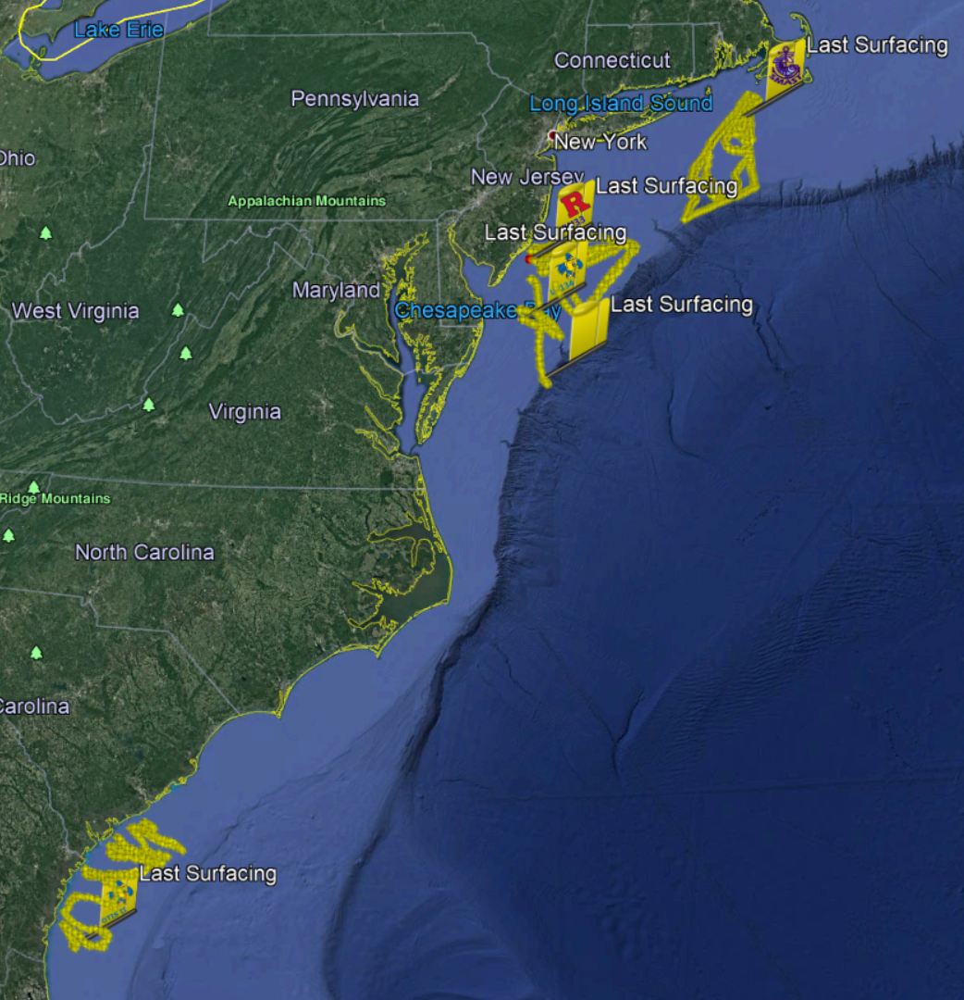 Lake Erie
Last Surfacing
Connecticut
Pennsylvania
Long Island Sound
New York
Ohio
New Jersey
Last Surfacing
Appalachian Mountains
R
Last Surfacing
Maryland
West Virginia
Chesapeake Bay
Last Surfacing
Virginia
Ridge Mountains
North Carolina
Carolina
Last Surfacing